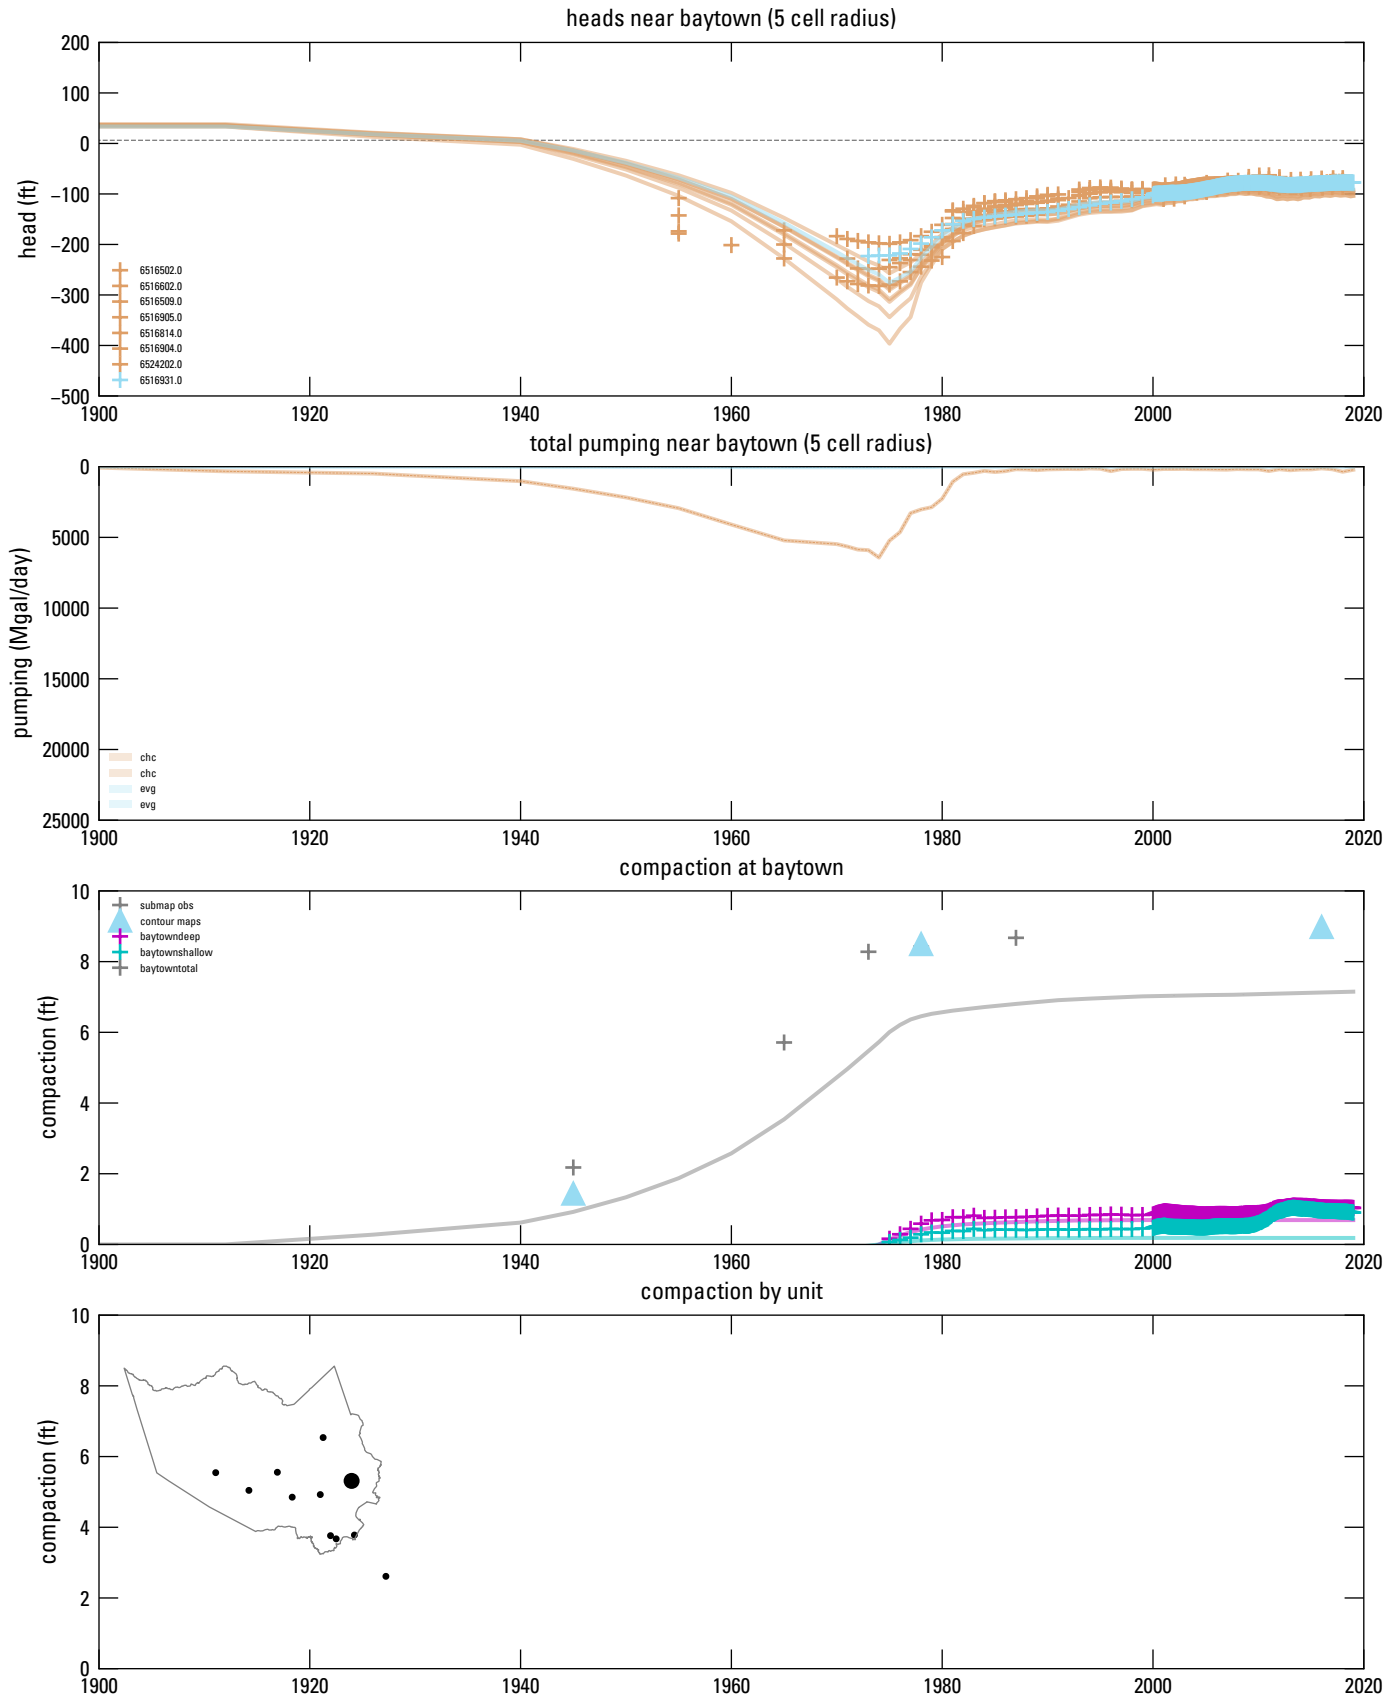 heads near baytown (5 cell radius)
200
100
0
−100
−200
−300
−400
−500
head (ft)
6516502.0
6516602.0
6516509.0
6516905.0
6516814.0
6516904.0
6524202.0
6516931.0
1900 1920 1940 1960 1980 2000 2020
total pumping near baytown (5 cell radius)
0
5000
10000
15000
20000
25000
pumping (Mgal/day)
chc
chc
evg
evg
1900 1920 1940 1960 1980 2000 2020
compaction at baytown
10
8
6
4
2
0
compaction (ft)
submap obs
contour maps
baytowndeep
baytownshallow
baytowntotal
1900 1920 1940 1960 1980 2000 2020
compaction by unit
10
8
6
4
2
0
compaction (ft)
1900 1920 1940 1960 1980 2000 2020